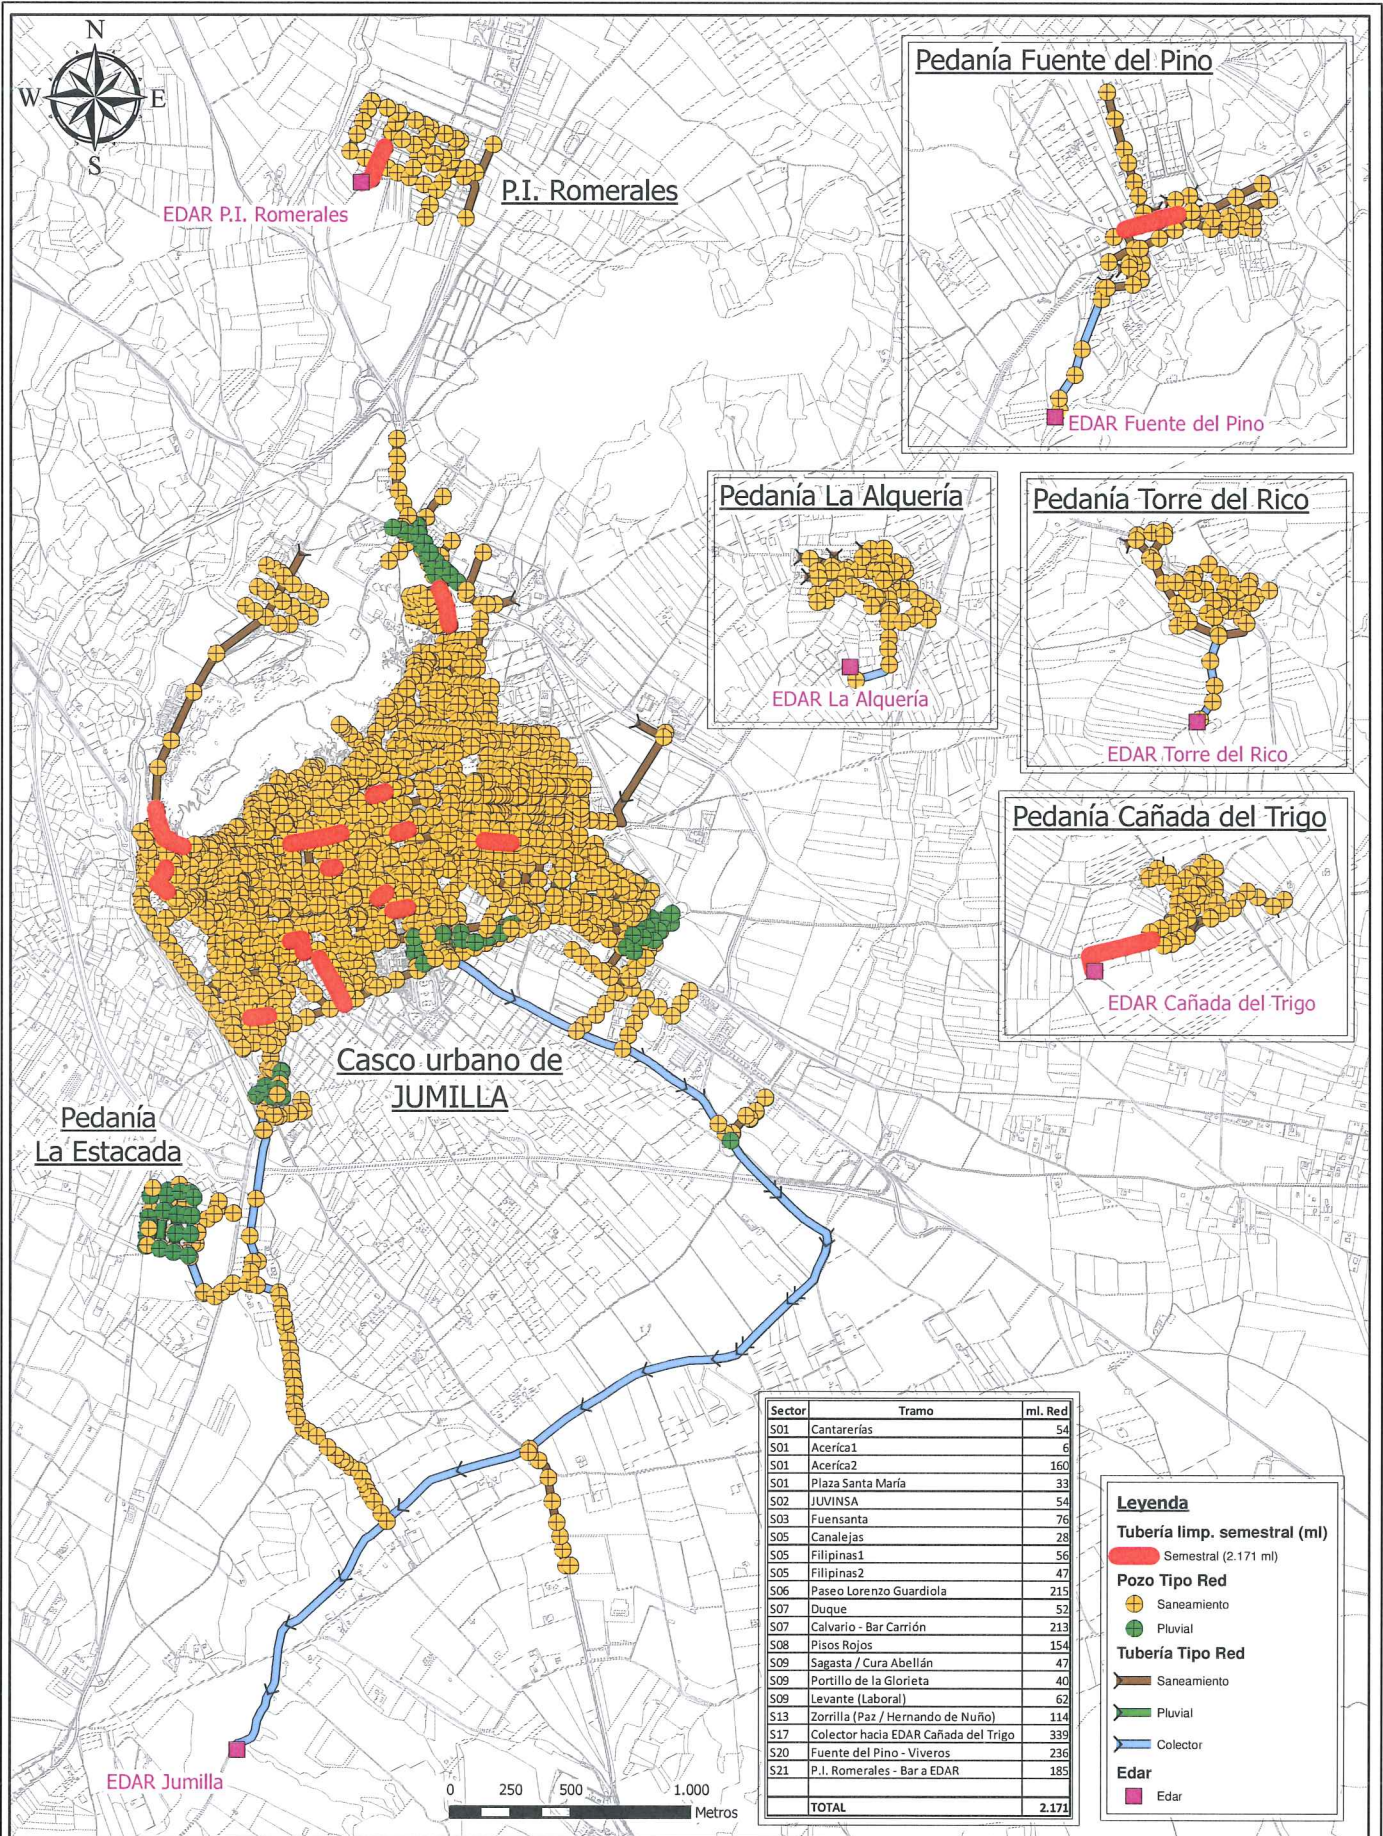 N
W E
S
Pedanía Fuente del Pino
P.I. Romerales
EDAR P.I. Romerales
EDAR Fuente del Pino
Pedanía La Alquería
Pedanía Torre del Rico
EDAR La Alquería
EDAR Torre del Rico
Pedanía Cañada del Trigo
EDAR Cañada del Trigo
Casco urbano de
JUMILLA
Pedanía
La Estacada
EDAR Jumilla
0 250 500 1.000
Metros
Sector Tramo ml. Red
S01 Cantarerías 54
S01 Aceríca1 6
S01 Aceríca2 160
S01 Plaza Santa María 33
S02 JUVINSA 54
S03 Fuensanta 76
S05 Canalejas 28
S05 Filipinas1 56
S05 Filipinas2 47
S06 Paseo Lorenzo Guardiola 215
S07 Duque 52
S07 Calvario - Bar Carrión 213
S08 Pisos Rojos 154
S09 Sagasta / Cura Abellán 47
S09 Portillo de la Glorieta 40
S09 Levante (Laboral) 62
S13 Zorrilla (Paz / Hernando de Nuño) 114
S17 Colector hacia EDAR Cañada del Trigo 339
S20 Fuente del Pino - Viveros 236
S21 P.I. Romerales - Bar a EDAR 185
TOTAL 2.171
Leyenda
Tubería limp. semestral (ml)
Semestral (2.171 ml)
Pozo Tipo Red
Saneamiento
Pluvial
Tubería Tipo Red
Saneamiento
Pluvial
Colector
Edar
Edar